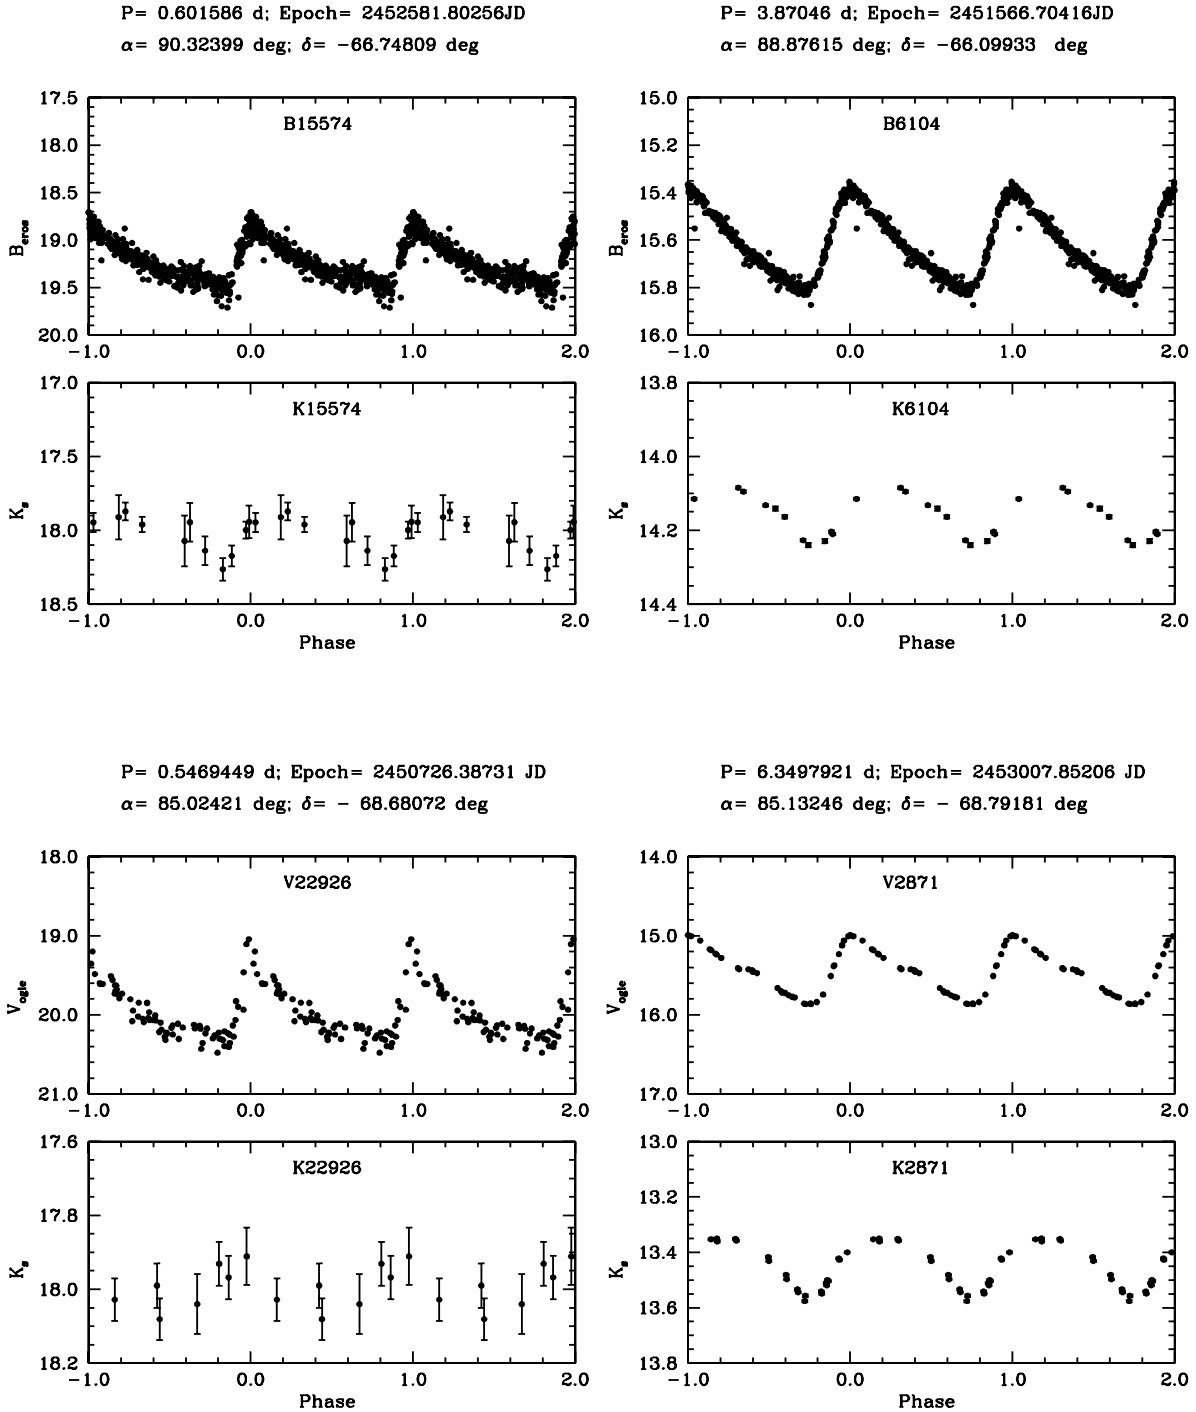 P= 0.601586 d; Epoch= 2452581.80256JD
α= 90.32399 deg; δ= −66.74809 deg
17.5
18.0
18.5
19.0
19.5
20.0
B_eros
B15574
−1.0 0.0 1.0 2.0
17.0
17.5
18.0
18.5
K_s
K15574
−1.0 0.0 1.0 2.0
Phase
P= 3.87046 d; Epoch= 2451566.70416JD
α= 88.87615 deg; δ= −66.09933 deg
15.0
15.2
15.4
15.6
15.8
16.0
B_eros
B6104
−1.0 0.0 1.0 2.0
13.8
14.0
14.2
14.4
K_s
K6104
−1.0 0.0 1.0 2.0
Phase
P= 0.5469449 d; Epoch= 2450726.38731 JD
α= 85.02421 deg; δ= − 68.68072 deg
18.0
19.0
20.0
21.0
V_ogle
V22926
−1.0 0.0 1.0 2.0
17.6
17.8
18.0
18.2
K_s
K22926
−1.0 0.0 1.0 2.0
Phase
P= 6.3497921 d; Epoch= 2453007.85206 JD
α= 85.13246 deg; δ= − 68.79181 deg
14.0
15.0
16.0
17.0
V_ogle
V2871
−1.0 0.0 1.0 2.0
13.0
13.2
13.4
13.6
13.8
K_s
K2871
−1.0 0.0 1.0 2.0
Phase